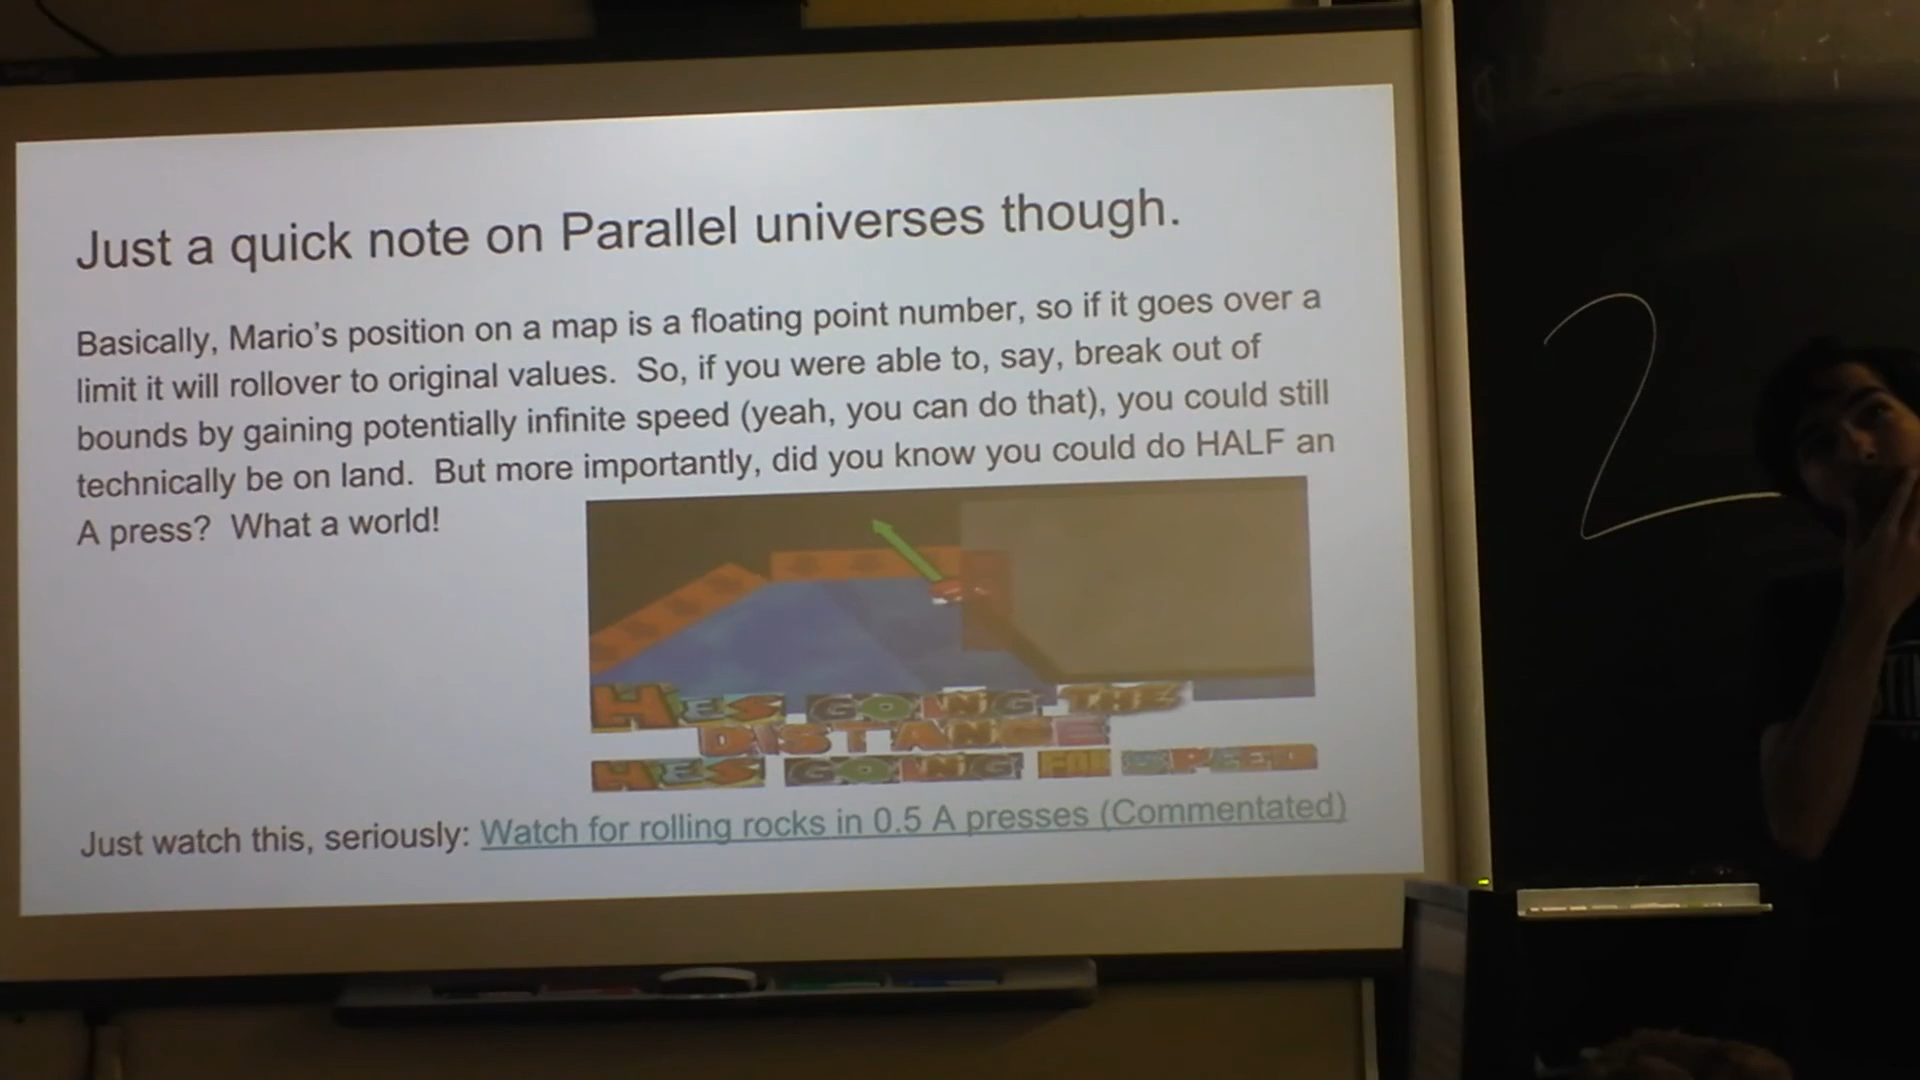 Just a quick note on Parallel universes though.
Basically, Mario's position on a map is a floating point number, so if it goes over a
limit it will rollover to original values. So, if you were able to, say, break out of
bounds by gaining potentially infinite speed (yeah, you can do that), you could still
technically be on land. But more importantly, did you know you could do HALF an
A press? What a world!
HES GOING THE
DISTANCE
HES GOING FOR SPEED
Just watch this, seriously: Watch for rolling rocks in 0.5 A presses (Commentated)
2